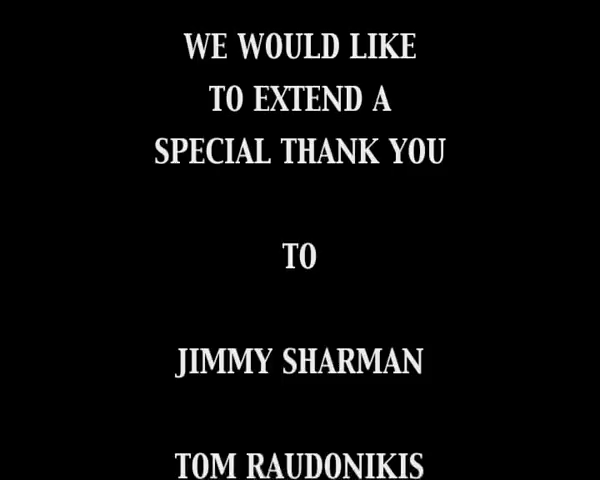 WE WOULD LIKE
TO EXTEND A
SPECIAL THANK YOU
TO
JIMMY SHARMAN
TOM RAUDONIKIS